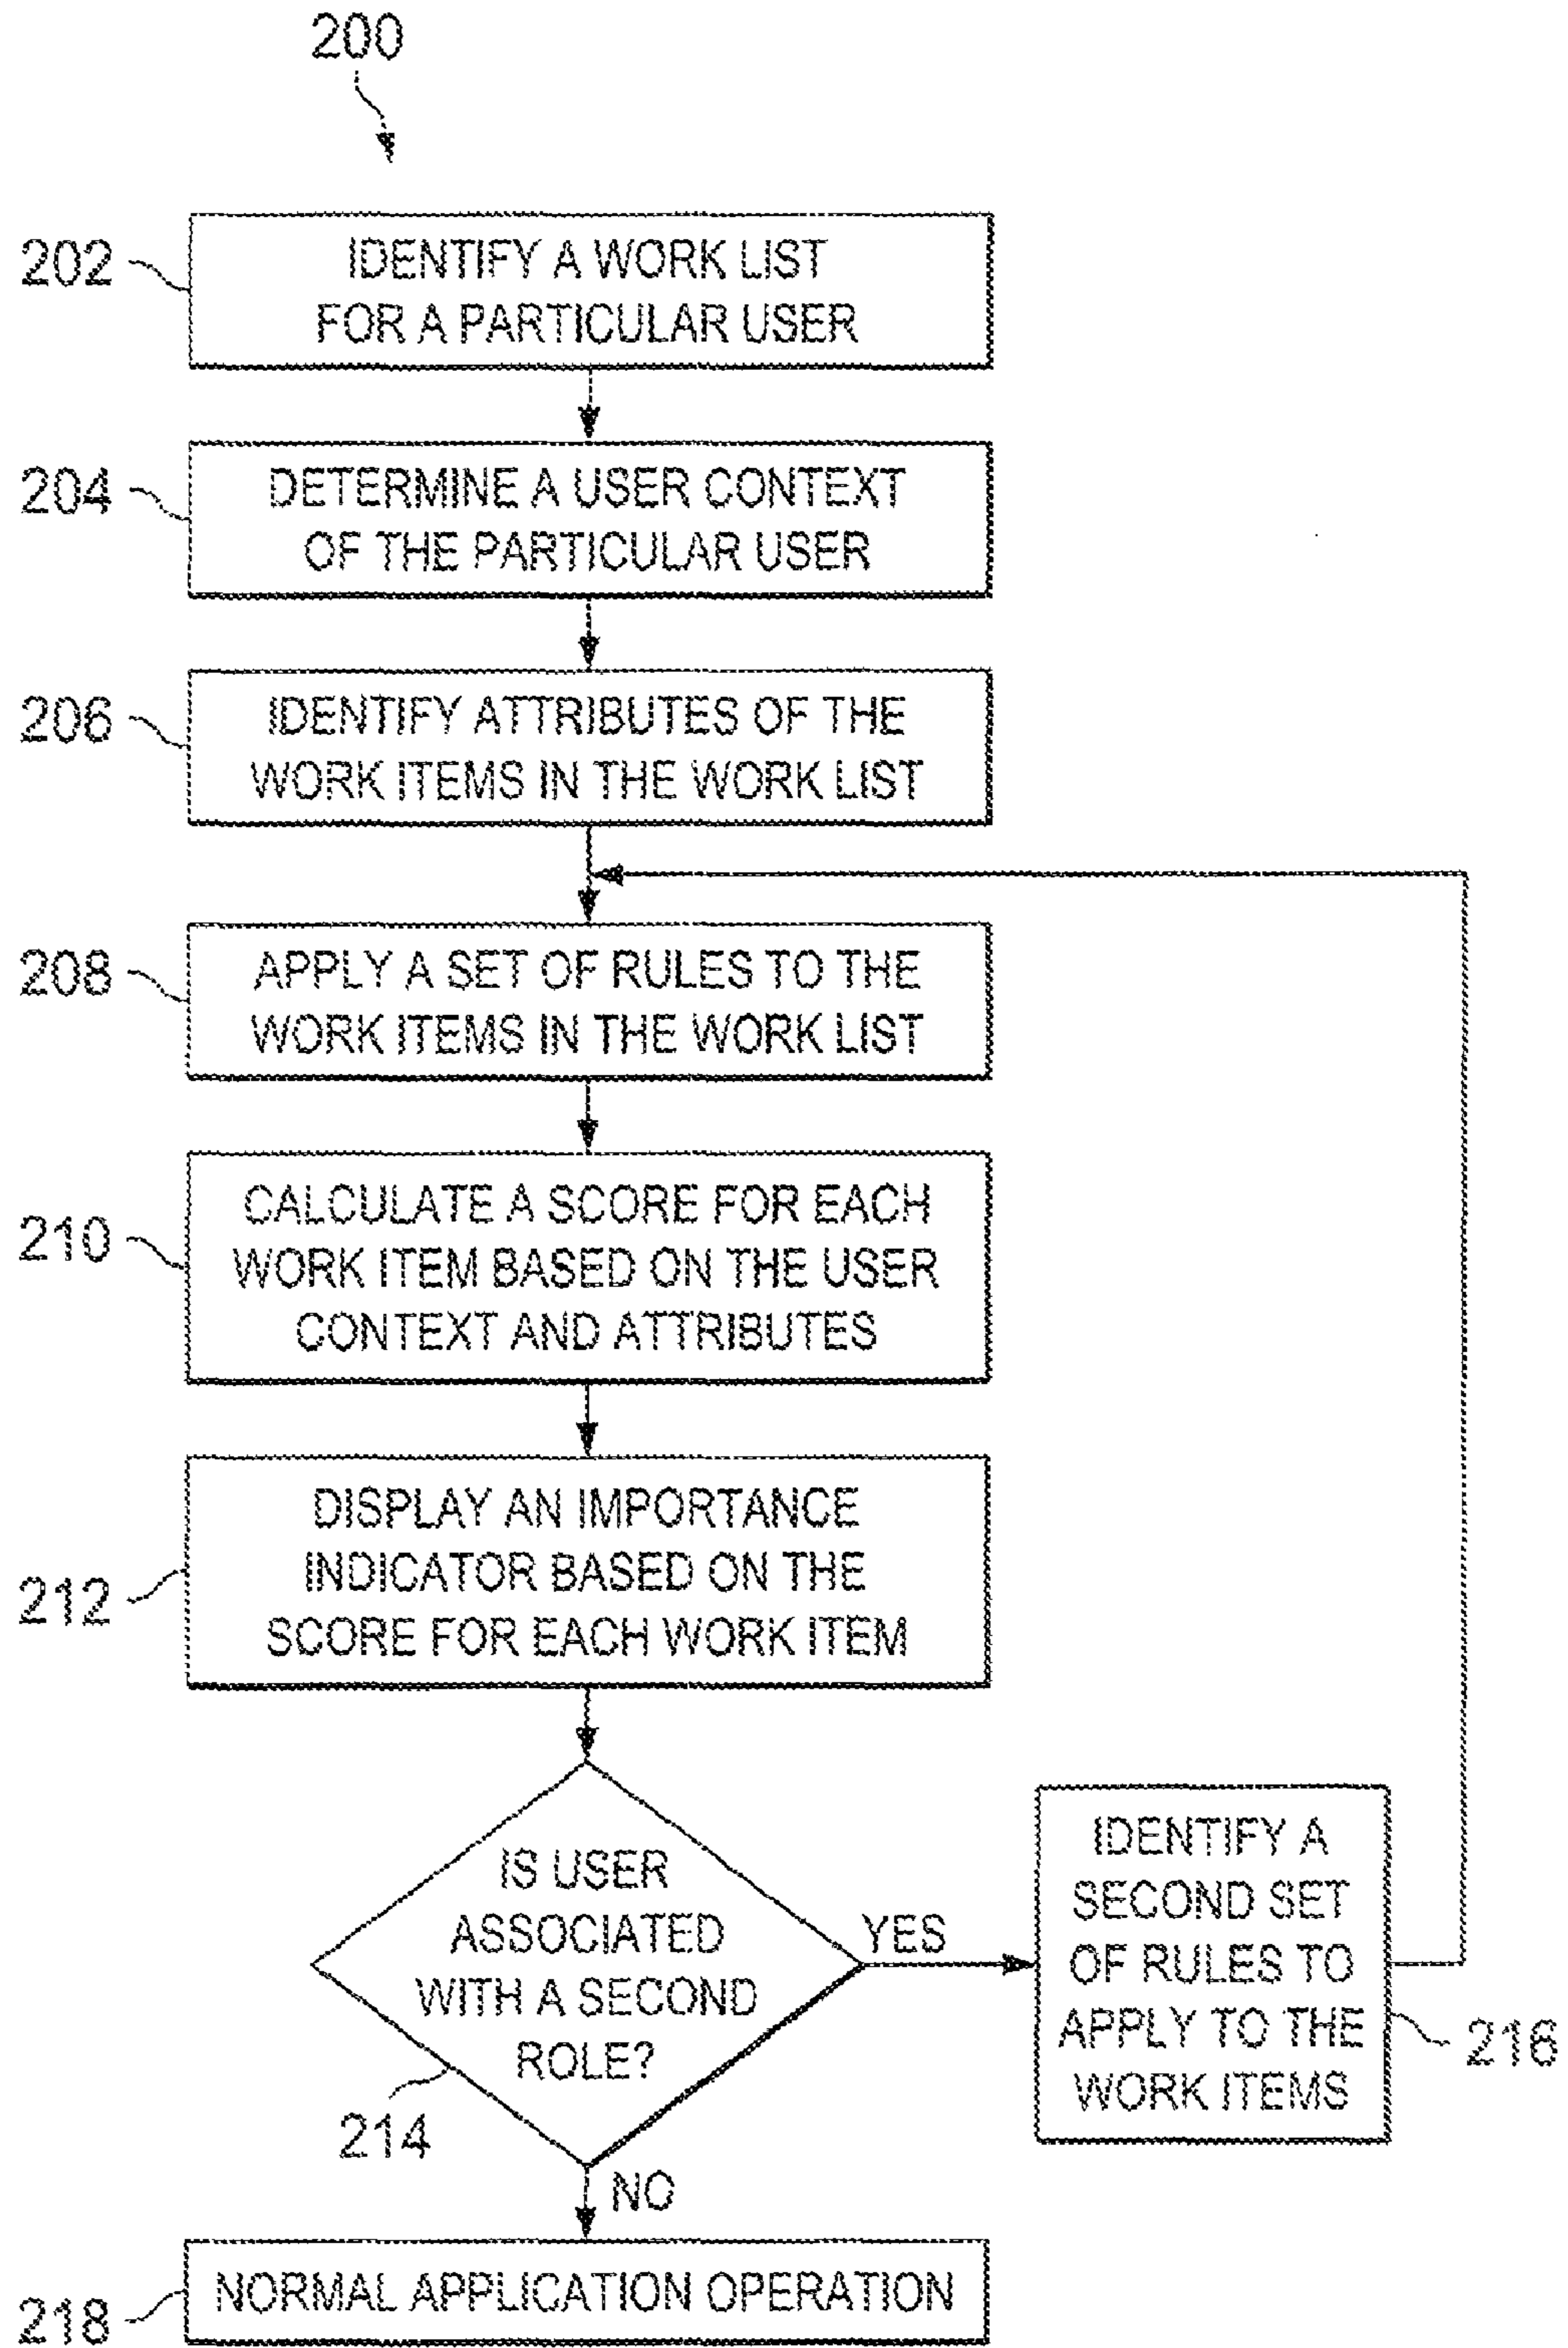 200
202
IDENTIFY A WORK LIST
FOR A PARTICULAR USER
204
DETERMINE A USER CONTEXT
OF THE PARTICULAR USER
206
IDENTIFY ATTRIBUTES OF THE
WORK ITEMS IN THE WORK LIST
208
APPLY A SET OF RULES TO THE
WORK ITEMS IN THE WORK LIST
210
CALCULATE A SCORE FOR EACH
WORK ITEM BASED ON THE USER
CONTEXT AND ATTRIBUTES
212
DISPLAY AN IMPORTANCE
INDICATOR BASED ON THE
SCORE FOR EACH WORK ITEM
IS USER
ASSOCIATED
WITH A SECOND
ROLE?
214
YES
IDENTIFY A
SECOND SET
OF RULES TO
APPLY TO THE
WORK ITEMS
216
NO
218
NORMAL APPLICATION OPERATION